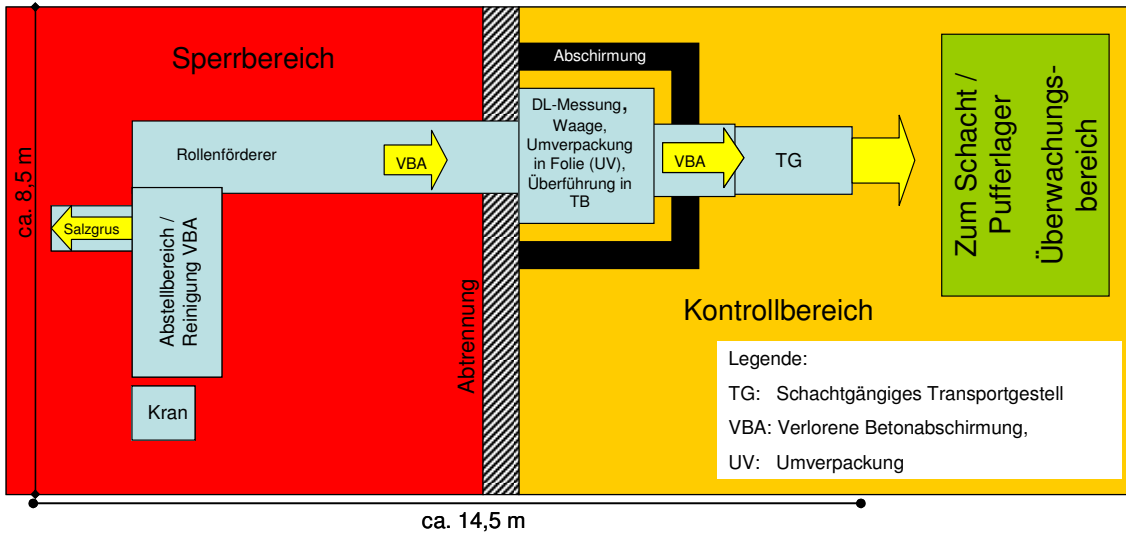 Sperrbereich
Abschirmung
DL-Messung,
Waage,
Umverpackung
in Folie (UV),
Überführung in
TB
Rollenförderer
VBA
VBA
TG
Zum Schacht /
Pufferlager
Überwachungs-
bereich
ca. 8,5 m
Salzgrus
Abstellbereich /
Reinigung VBA
Kran
Abtrennung
Kontrollbereich
Legende:
TG: Schachtgängiges Transportgestell
VBA: Verlorene Betonabschirmung,
UV: Umverpackung
ca. 14,5 m